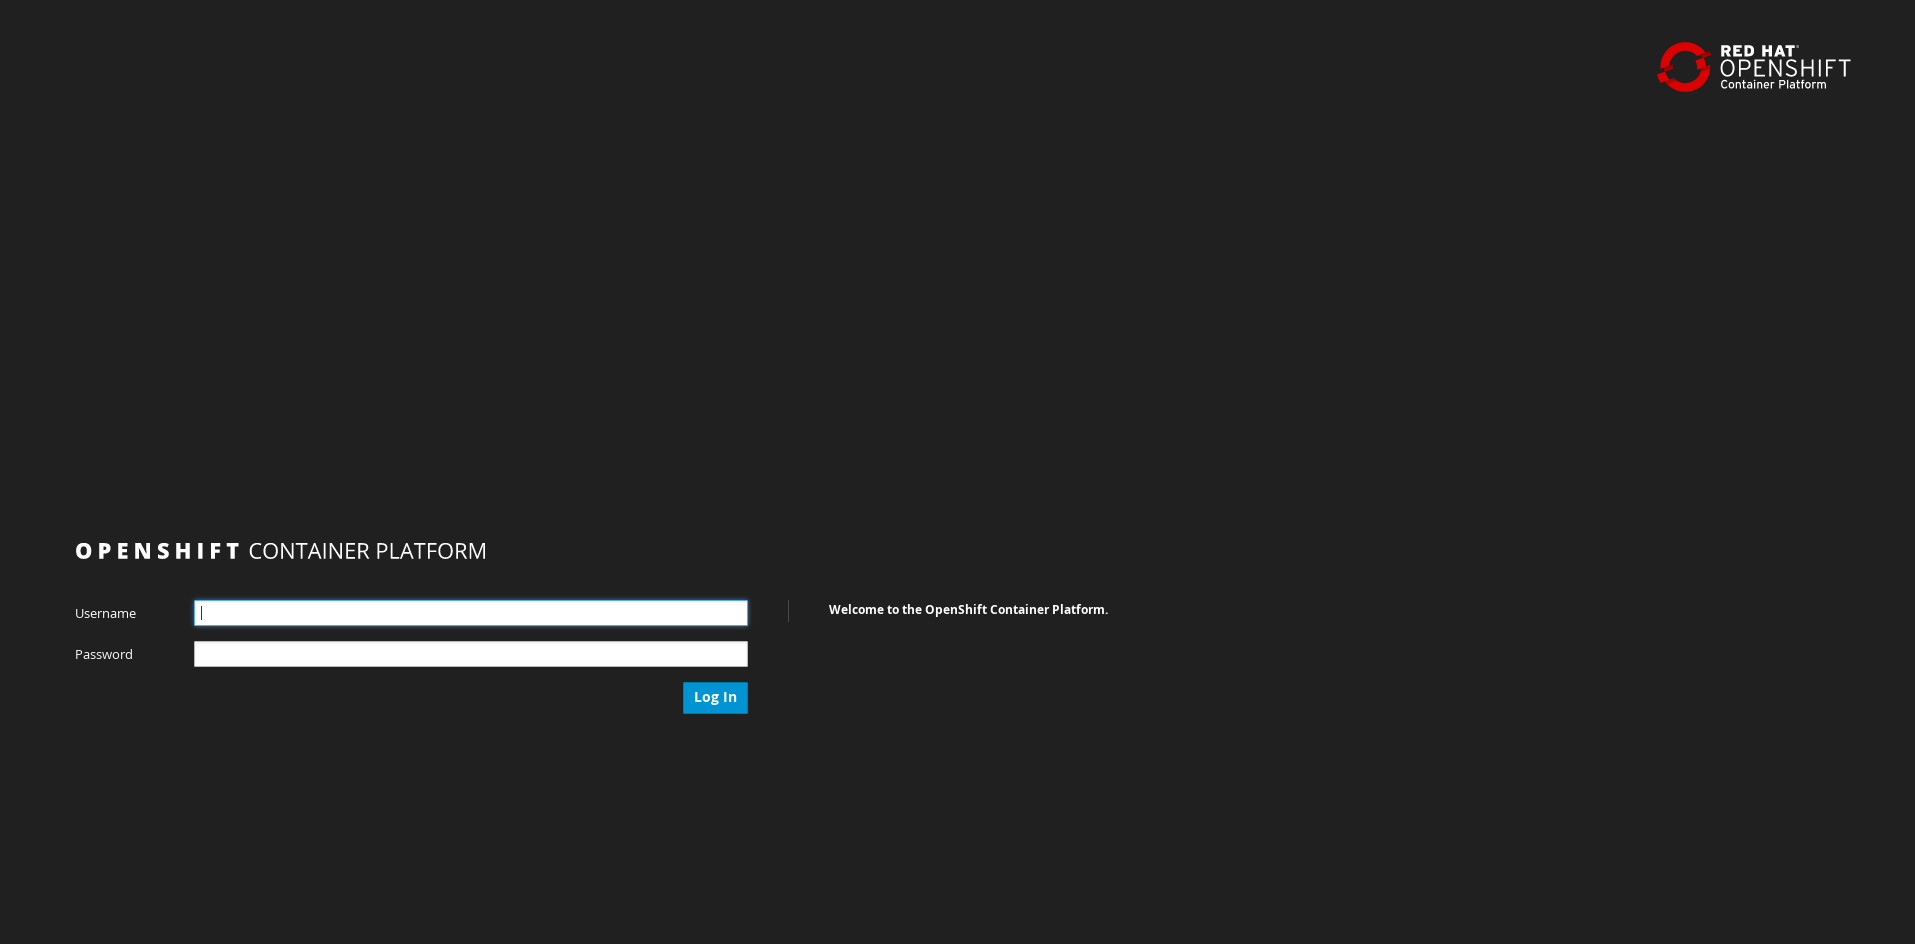 RED HAT
OPENSHIFT
Container Platform
OPENSHIFT CONTAINER PLATFORM
Username
Welcome to the OpenShift Container Platform.
Password
Log In